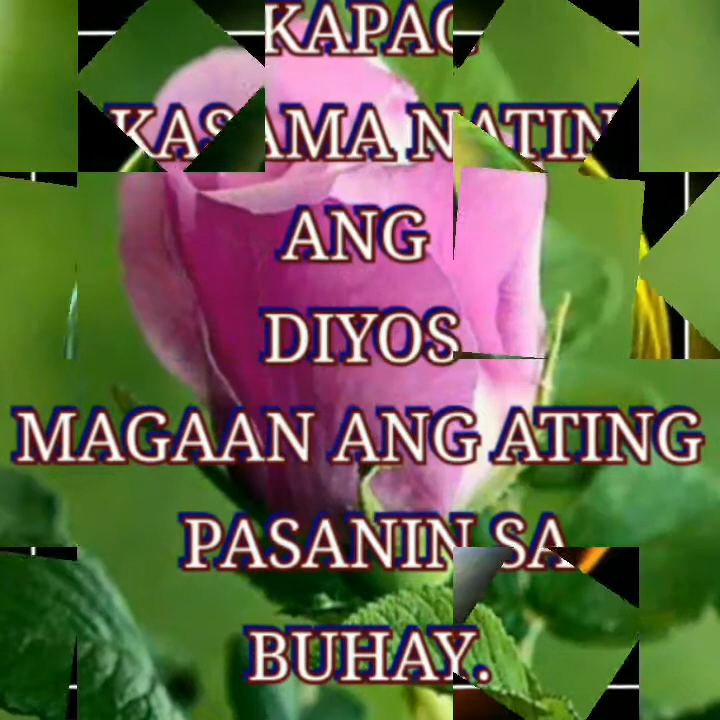 KAPAG
KASAMA NATIN
ANG
DIYOS
MAGAAN ANG ATING
PASANIN SA
BUHAY.